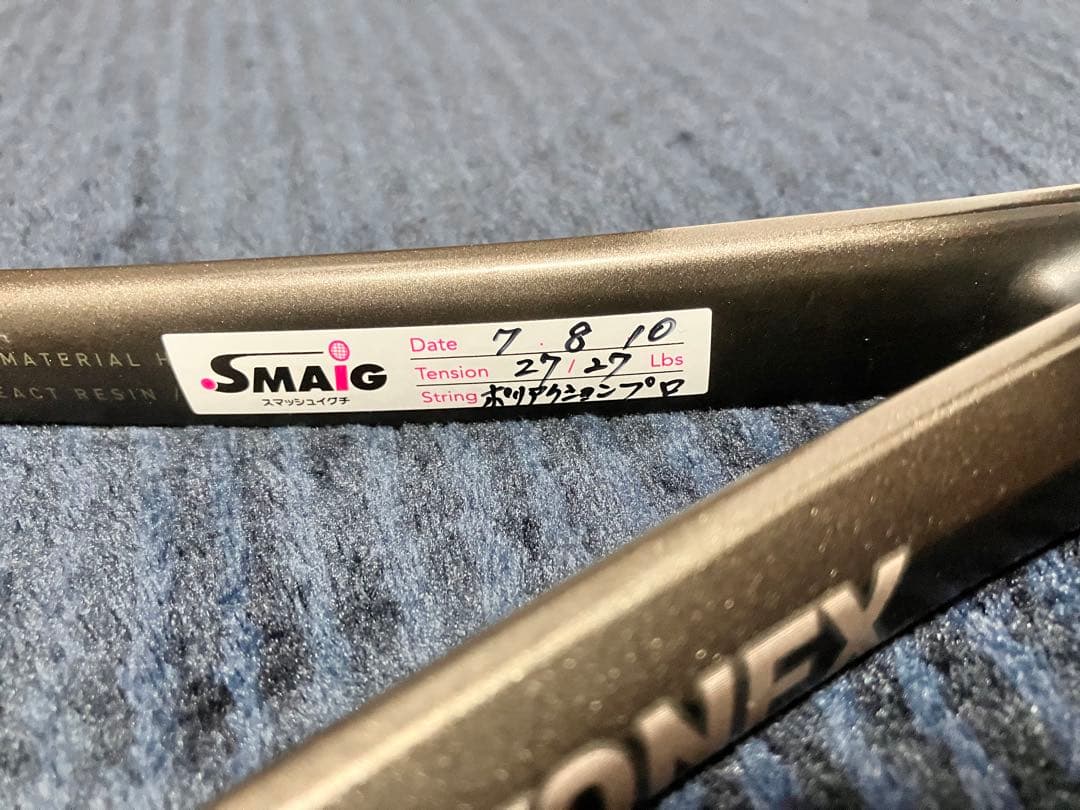 MATERIAL H
EACT RESIN /
SMAiG
スマッシュイグチ
Date 7.8 10
Tension 27/27 Lbs
String ポリアクションプロ
ONEX